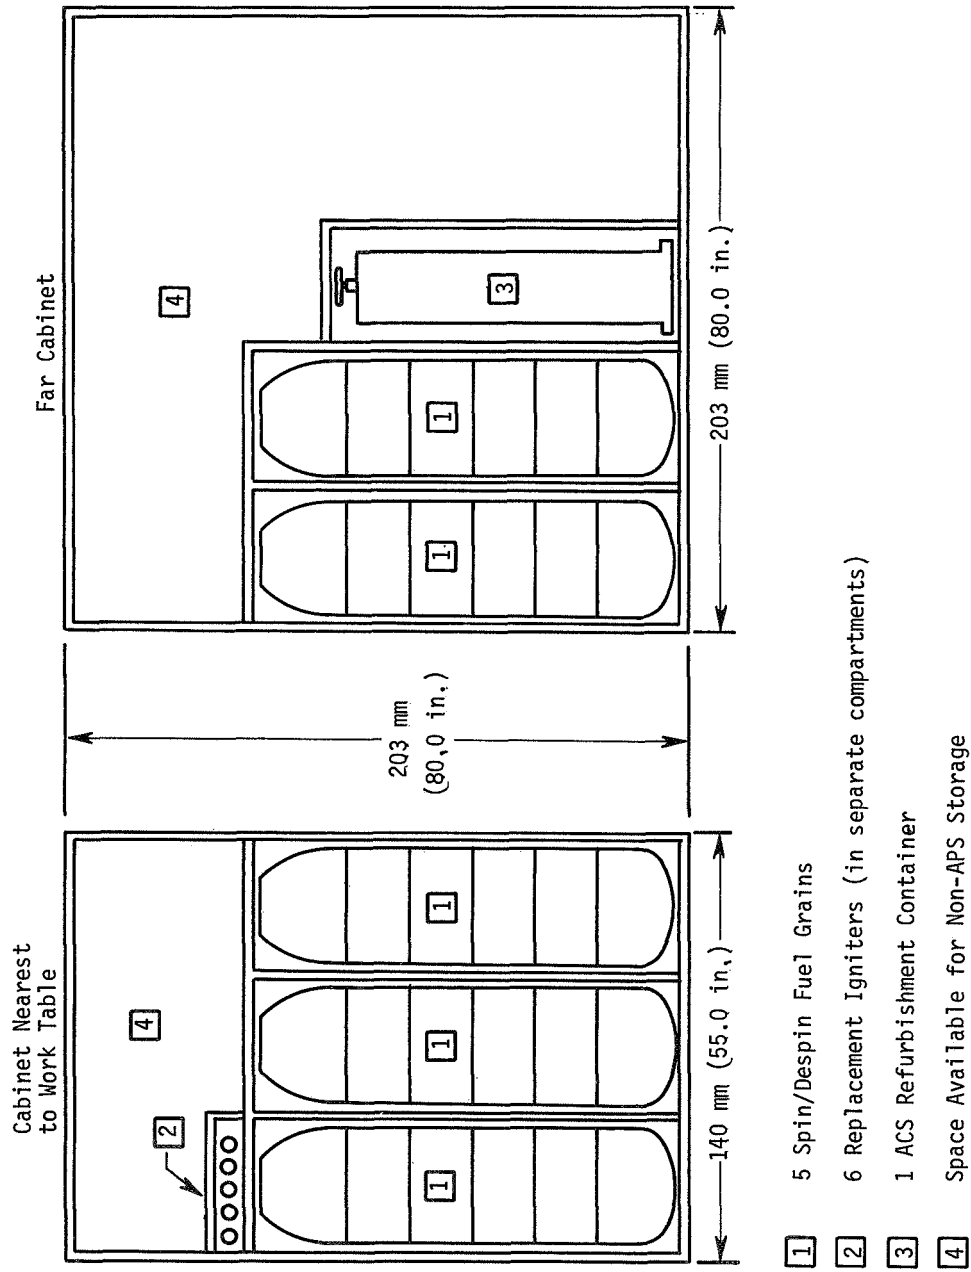 Cabinet Nearest
to Work Table
Far Cabinet
4
2
1
1
1
140 mm (55.0 in.)
203 mm
(80.0 in.)
4
1
1
3
203 mm (80.0 in.)
1 5 Spin/Despin Fuel Grains
2 6 Replacement Igniters (in separate compartments)
3 1 ACS Refurbishment Container
4 Space Available for Non-APS Storage